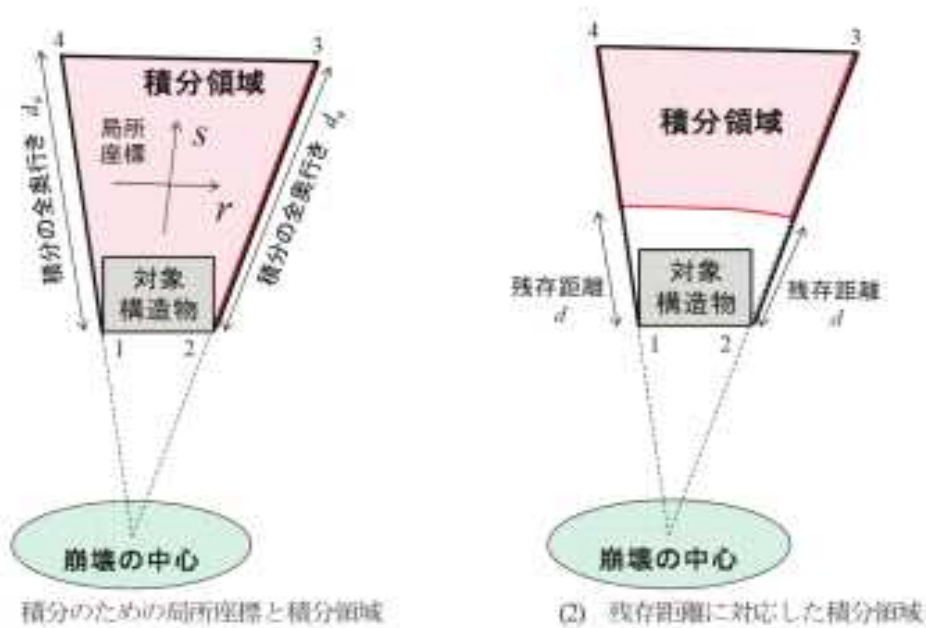 4
3
積分領域
局所
座標
s
r
積分の全奥行き d₀
積分の全奥行き d₀
対象
構造物
1
2
崩壊の中心
積分のための局所座標と積分領域
4
3
積分領域
残存距離
d
残存距離
d
対象
構造物
1
2
崩壊の中心
(2) 残存距離に対応した積分領域